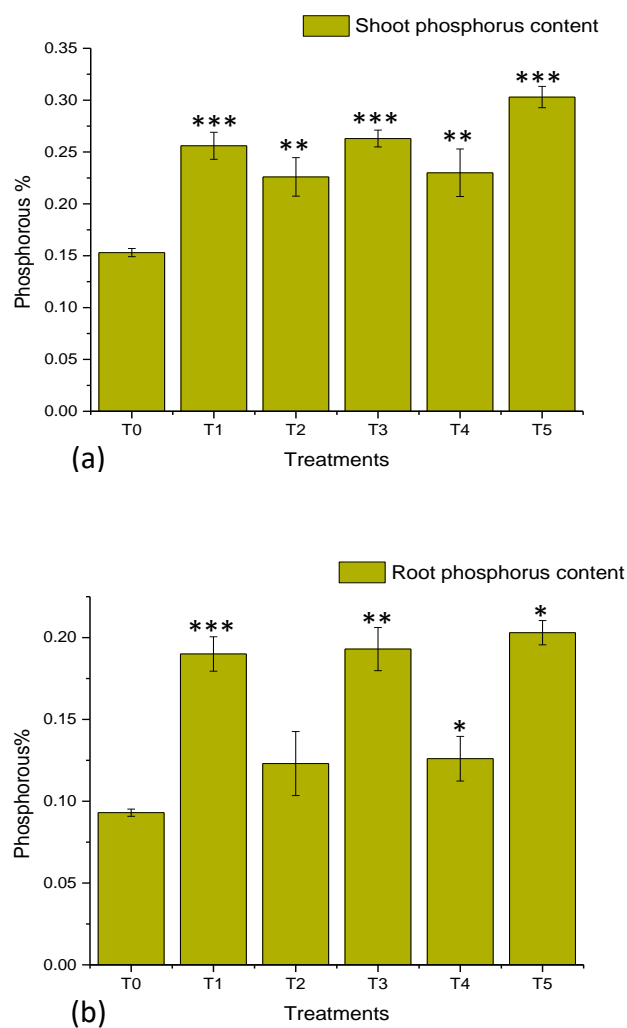 Shoot phosphorus content
0.35
0.30
0.25
0.20
0.15
0.10
0.05
0.00
Phosphorous %
***
**
***
**
***
T0 T1 T2 T3 T4 T5
(a)
Treatments
Root phosphorus content
0.20
0.15
0.10
0.05
0.00
Phosphorous%
***
**
*
*
T0 T1 T2 T3 T4 T5
(b)
Treatments